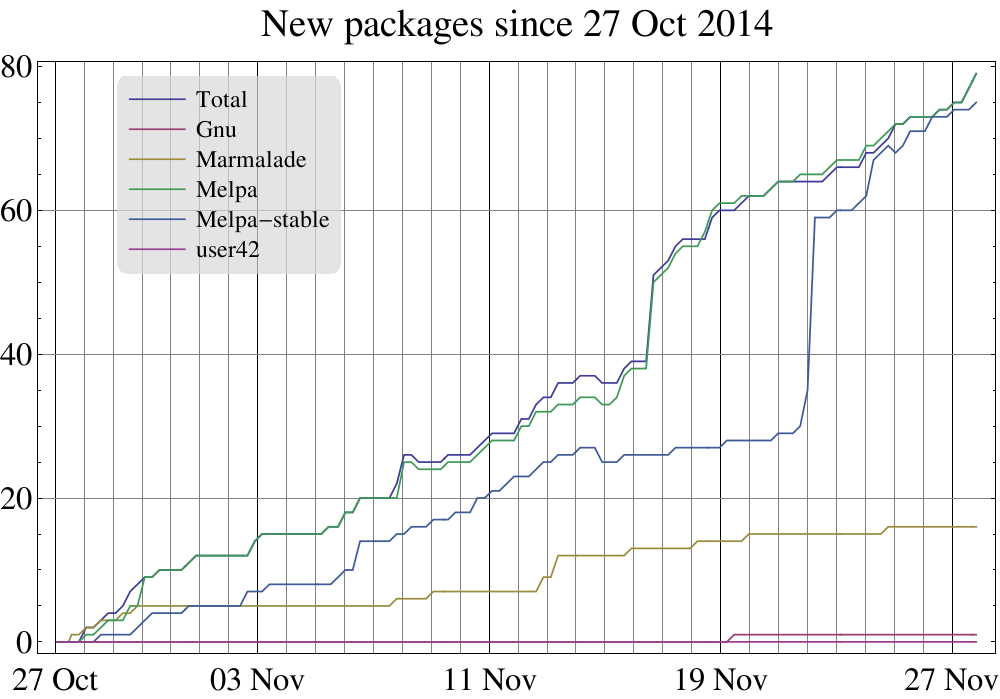 New packages since 27 Oct 2014
80
60
40
20
0
Total
Gnu
Marmalade
Melpa
Melpa−stable
user42
27 Oct 03 Nov 11 Nov 19 Nov 27 Nov